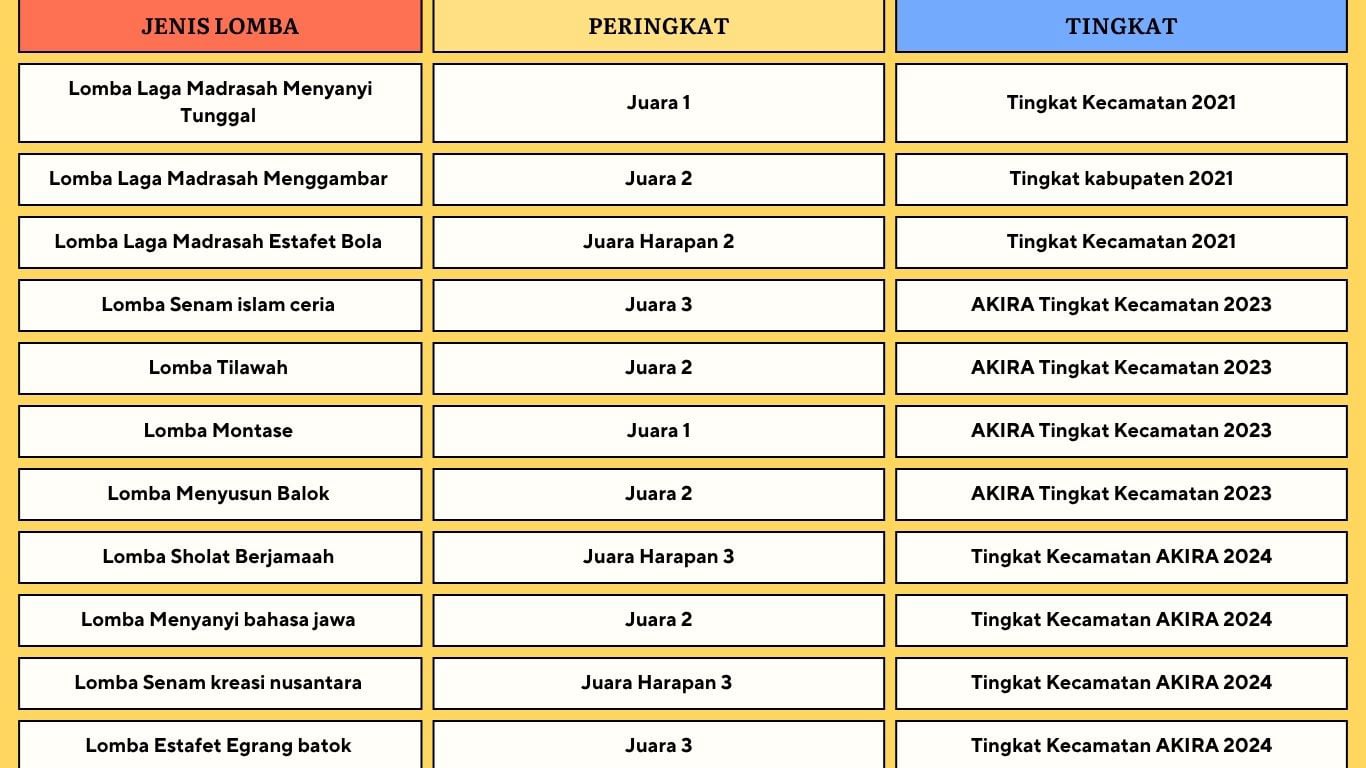 JENIS LOMBA PERINGKAT TINGKAT
Lomba Laga Madrasah Menyanyi
Tunggal
Juara 1
Tingkat Kecamatan 2021
Lomba Laga Madrasah Menggambar Juara 2 Tingkat kabupaten 2021
Lomba Laga Madrasah Estafet Bola Juara Harapan 2 Tingkat Kecamatan 2021
Lomba Senam islam ceria Juara 3 AKIRA Tingkat Kecamatan 2023
Lomba Tilawah Juara 2 AKIRA Tingkat Kecamatan 2023
Lomba Montase Juara 1 AKIRA Tingkat Kecamatan 2023
Lomba Menyusun Balok Juara 2 AKIRA Tingkat Kecamatan 2023
Lomba Sholat Berjamaah Juara Harapan 3 Tingkat Kecamatan AKIRA 2024
Lomba Menyanyi bahasa jawa Juara 2 Tingkat Kecamatan AKIRA 2024
Lomba Senam kreasi nusantara Juara Harapan 3 Tingkat Kecamatan AKIRA 2024
Lomba Estafet Egrang batok Juara 3 Tingkat Kecamatan AKIRA 2024